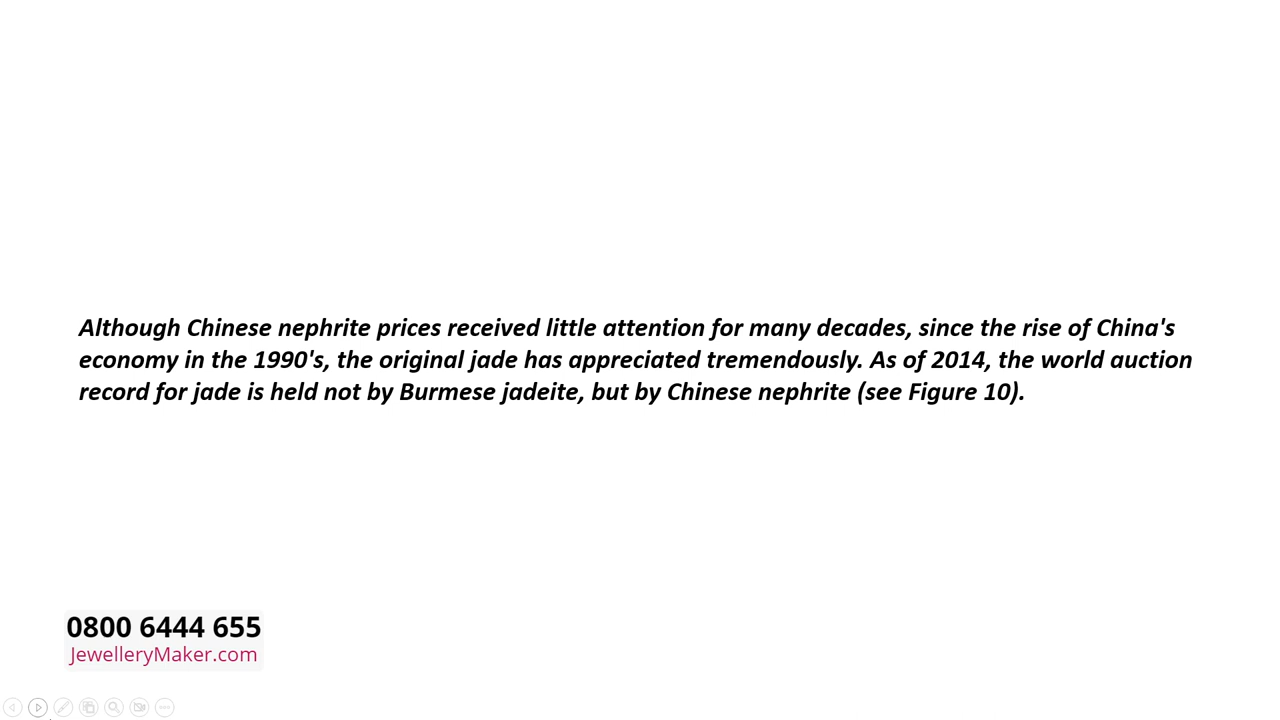 Although Chinese nephrite prices received little attention for many decades, since the rise of China's
economy in the 1990's, the original jade has appreciated tremendously. As of 2014, the world auction
record for jade is held not by Burmese jadeite, but by Chinese nephrite (see Figure 10).
0800 6444 655
JewelleryMaker.com